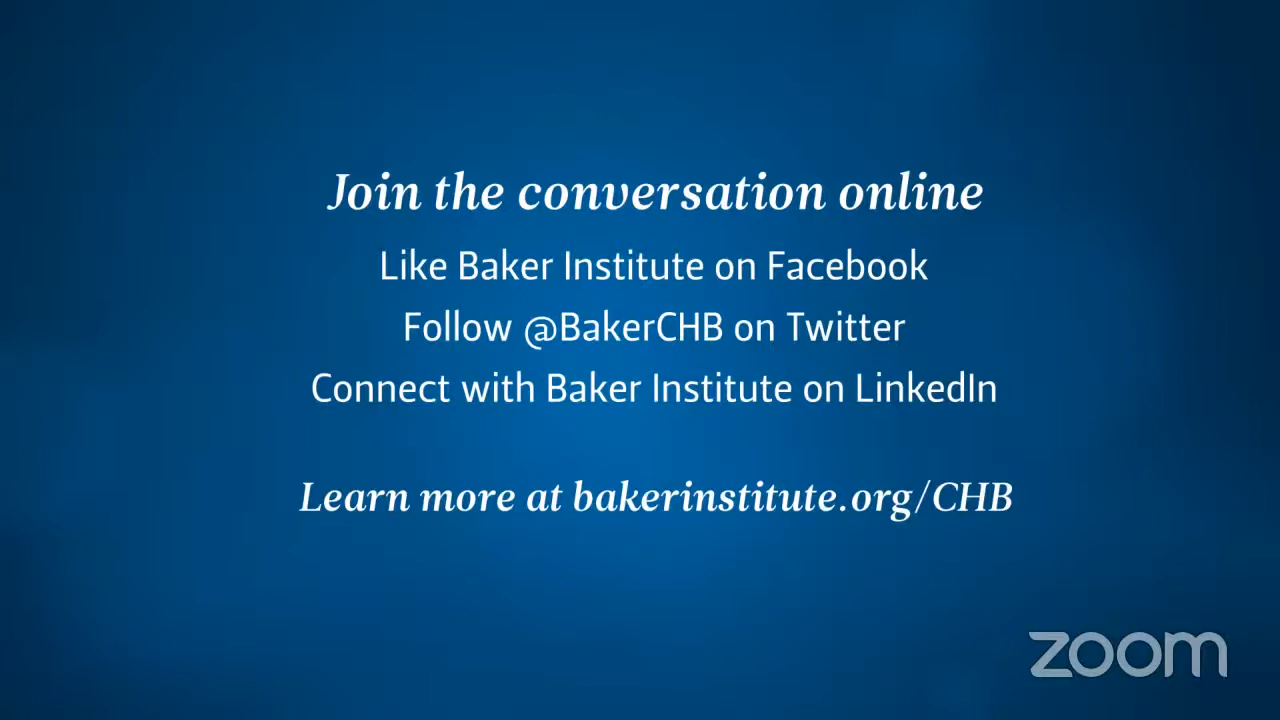 Join the conversation online
Like Baker Institute on Facebook
Follow @BakerCHB on Twitter
Connect with Baker Institute on LinkedIn
Learn more at bakerinstitute.org/CHB
zoom